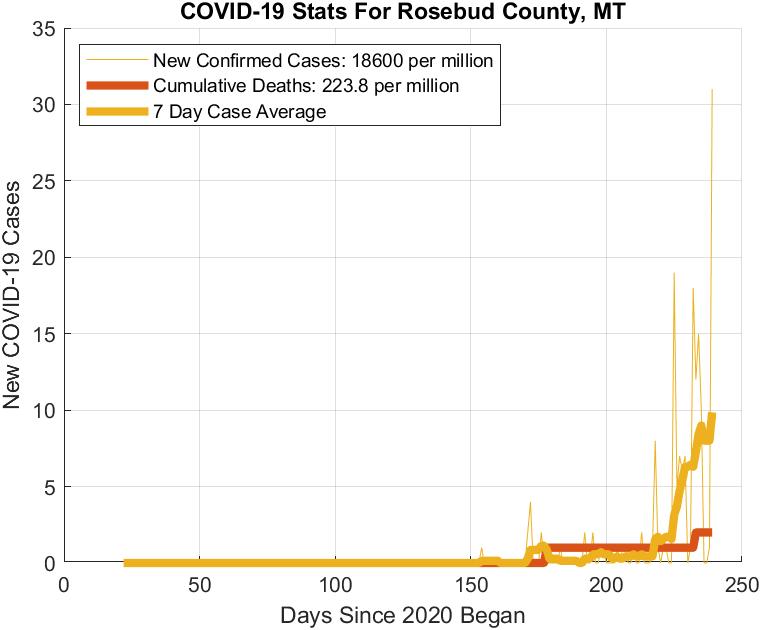 COVID-19 Stats For Rosebud County, MT
New Confirmed Cases: 18600 per million
Cumulative Deaths: 223.8 per million
7 Day Case Average
New COVID-19 Cases
35
30
25
20
15
10
5
0
0 50 100 150 200 250
Days Since 2020 Began